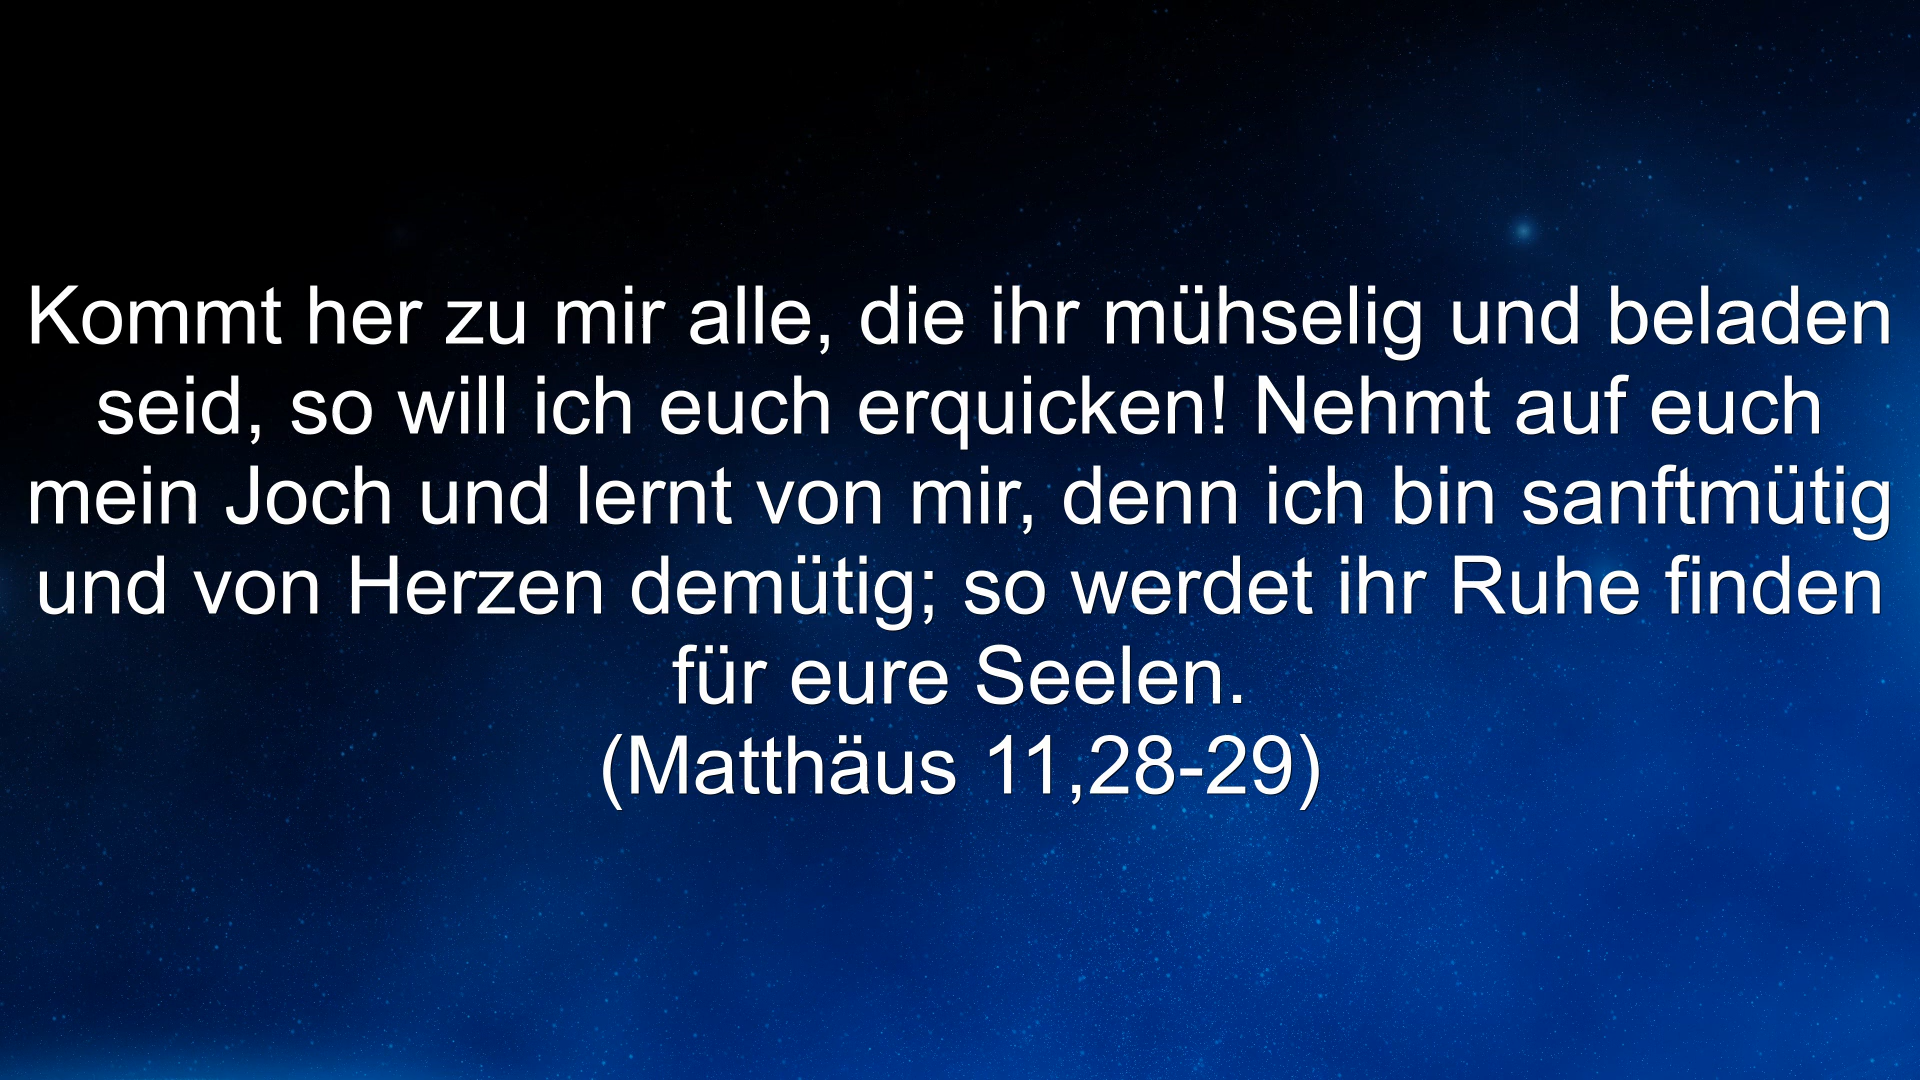 Kommt her zu mir alle, die ihr mühselig und beladen
seid, so will ich euch erquicken! Nehmt auf euch
mein Joch und lernt von mir, denn ich bin sanftmütig
und von Herzen demütig; so werdet ihr Ruhe finden
für eure Seelen.
(Matthäus 11,28-29)